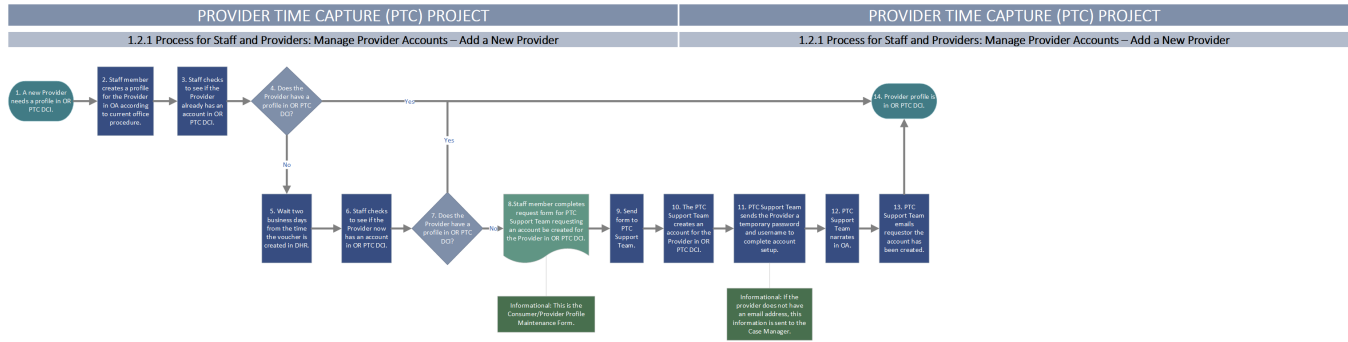 PROVIDER TIME CAPTURE (PTC) PROJECT
PROVIDER TIME CAPTURE (PTC) PROJECT
1.2.1 Process for Staff and Providers: Manage Provider Accounts – Add a New Provider
1.2.1 Process for Staff and Providers: Manage Provider Accounts – Add a New Provider
1. A new Provider
needs a profile in OR
PTC DCI.
2. Staff member
creates a profile
for the Provider
in OA according
to current office
procedure.
3. Staff checks
to see if the
Provider
already has an
account in OR
PTC DCI.
4. Does the
Provider have a
profile in OR PTC
DCI?
Yes
14. Provider profile is
in OR PTC DCI.
No
Yes
5. Wait two
business days
from the time
the voucher is
created in DHR.
6. Staff checks
to see if the
Provider now
has an account
in OR PTC DCI.
7. Does the
Provider have a
profile in OR PTC
DCI?
No
8.Staff member completes
request form for PTC
Support Team requesting
an account be created for
the Provider in OR PTC DCI.
9. Send
form to
PTC
Support
Team.
10. The PTC
Support Team
creates an
account for the
Provider in OR
PTC DCI.
11. PTC Support Team
sends the Provider a
temporary password
and username to
complete account
setup.
12. PTC
Support
Team
narrates
in OA.
13. PTC
Support Team
emails
requestor the
account has
been created.
Informational: This is the
Consumer/Provider Profile
Maintenance Form.
Informational: If the
provider does not have
an email address, this
information is sent to the
Case Manager.